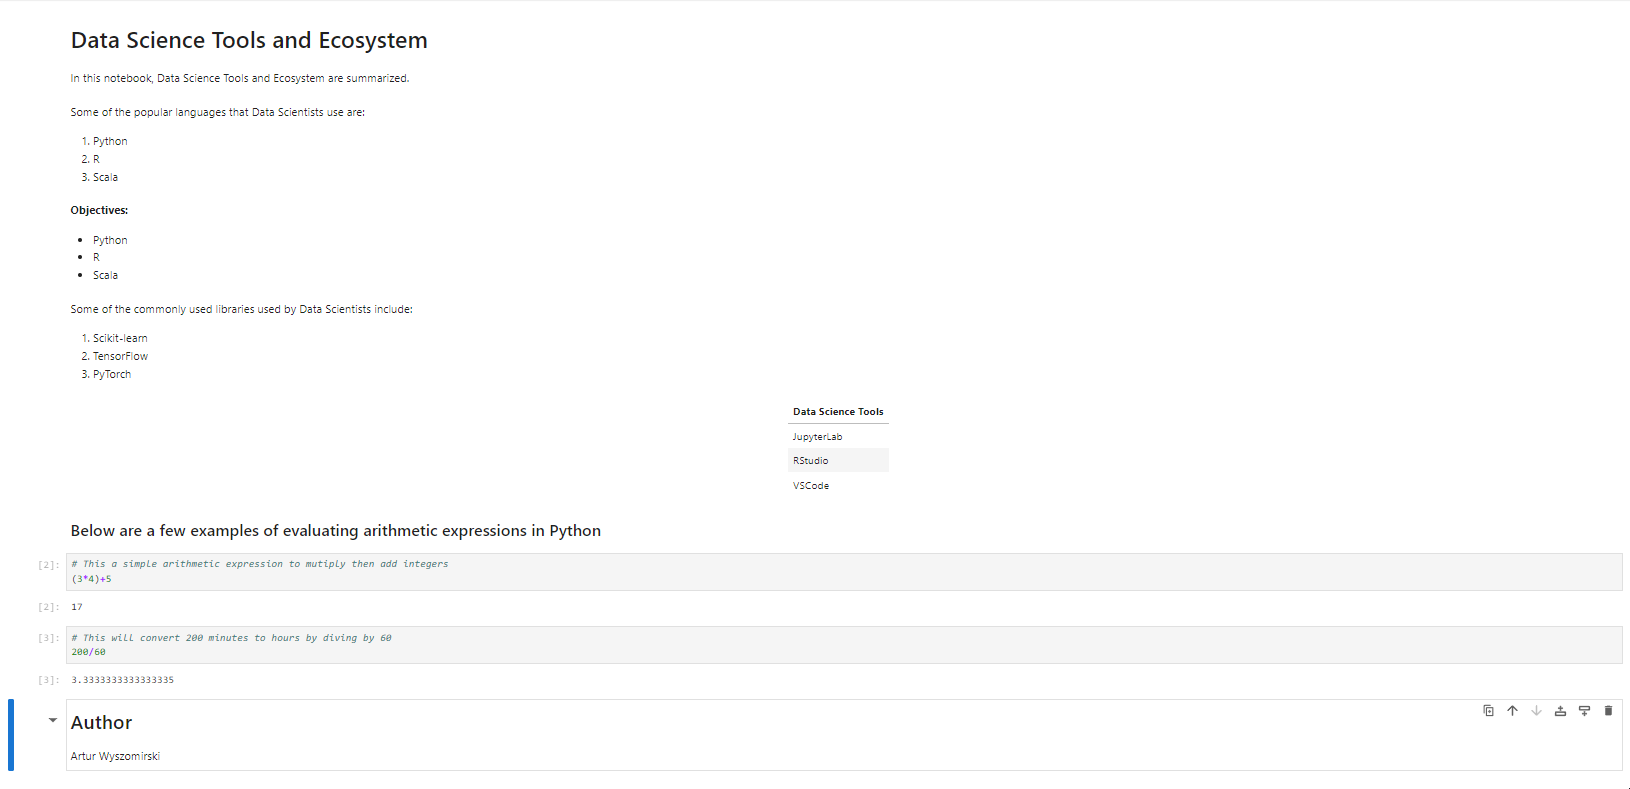 Data Science Tools and Ecosystem
In this notebook, Data Science Tools and Ecosystem are summarized.
Some of the popular languages that Data Scientists use are:
1. Python
2. R
3. Scala
Objectives:
• Python
• R
• Scala
Some of the commonly used libraries used by Data Scientists include:
1. Scikit-learn
2. TensorFlow
3. PyTorch
Data Science Tools
JupyterLab
RStudio
VSCode
Below are a few examples of evaluating arithmetic expressions in Python
[2]: # This a simple arithmetic expression to mutiply then add integers
(3*4)+5
[2]: 17
[3]: # This will convert 200 minutes to hours by diving by 60
200/60
[3]: 3.3333333333333335
Author
Artur Wyszomirski